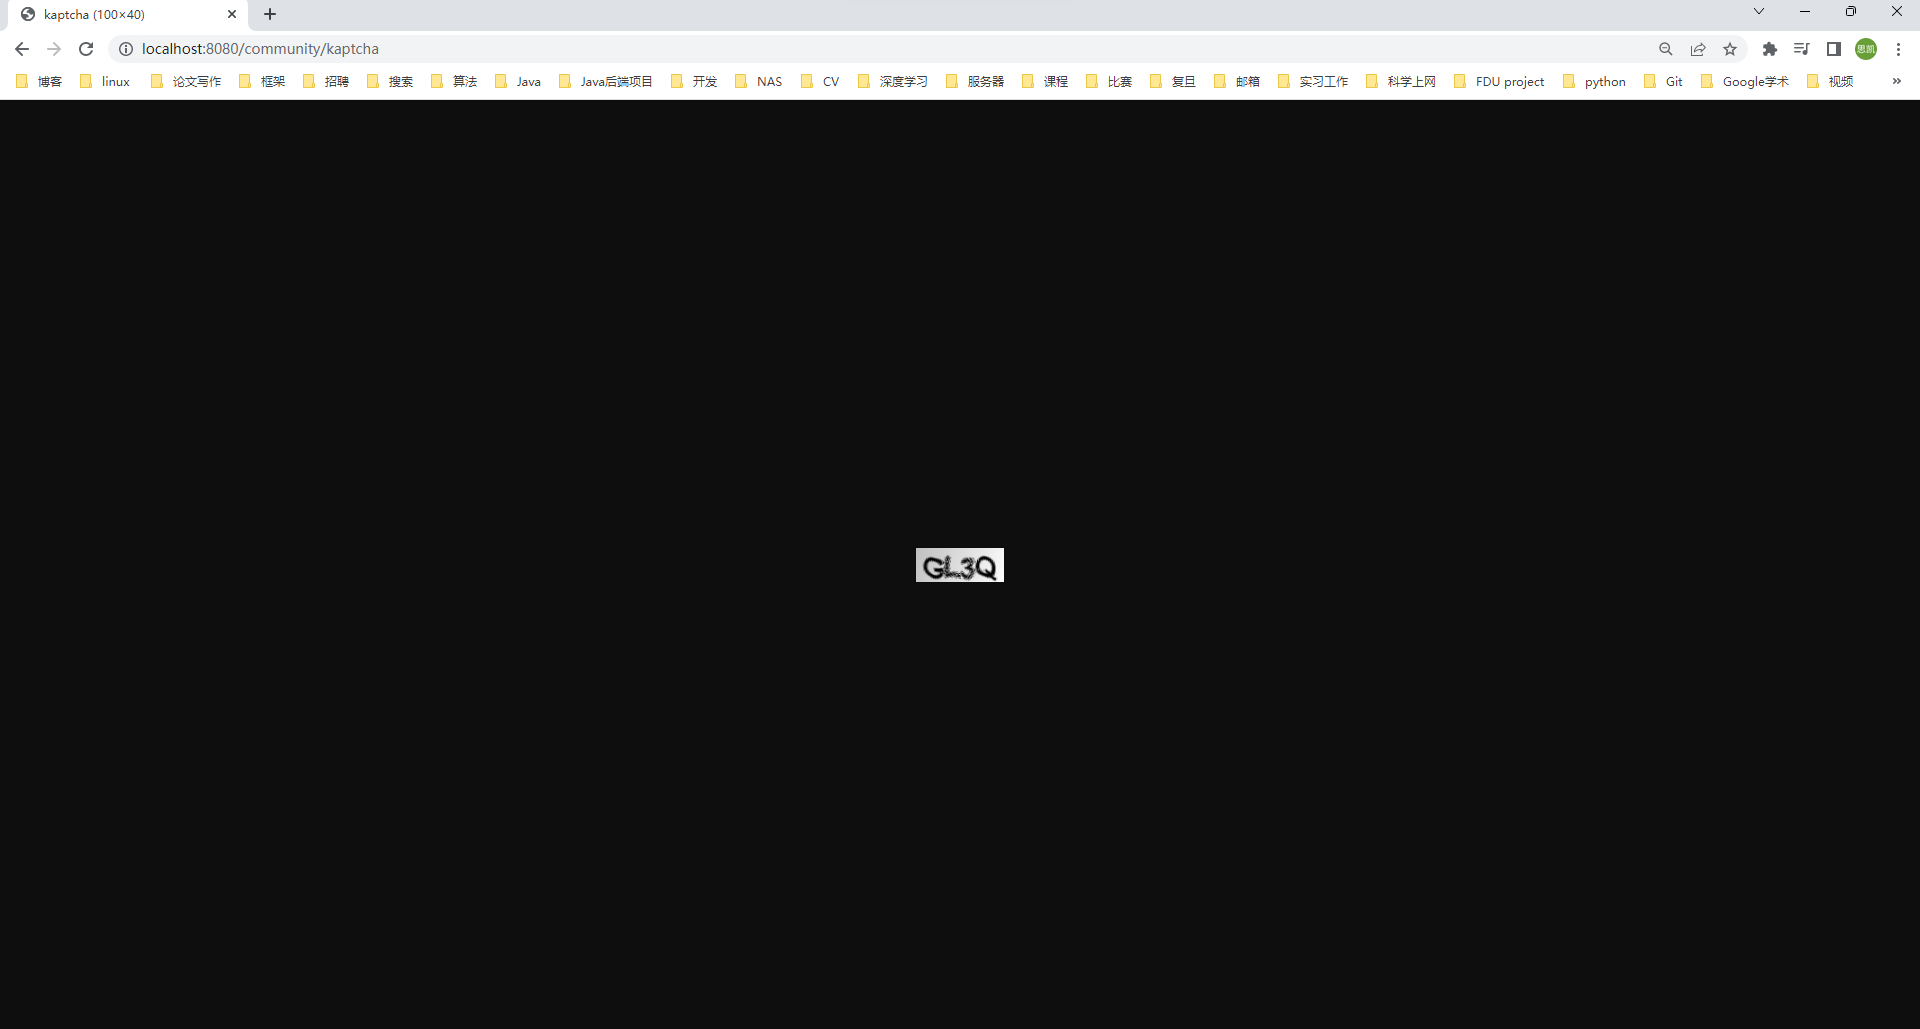 kaptcha (100×40)
localhost:8080/community/kaptcha
思凯
博客 linux 论文写作 框架 招聘 搜索 算法 Java Java后端项目 开发 NAS CV 深度学习 服务器 课程 比赛 复旦 邮箱 实习工作 科学上网 FDU project python Git Google学术 视频 »
GL3Q